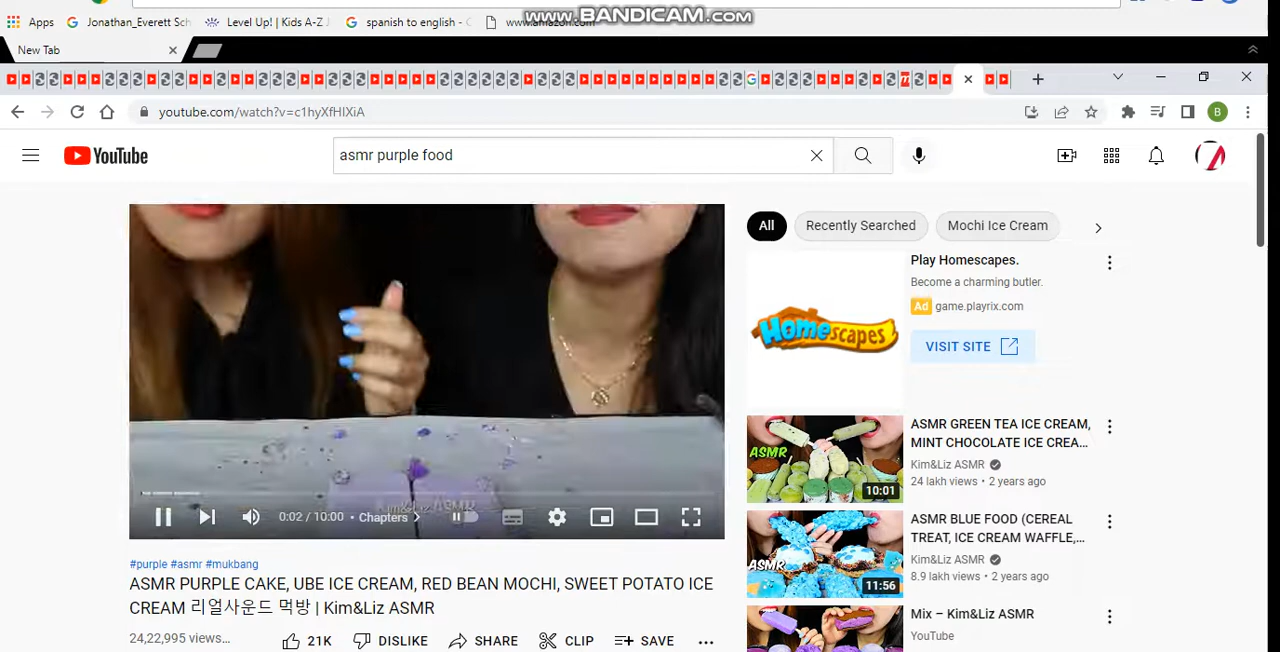 www.BANDICAM.com
Apps
Jonathan_Everett Sch
Level Up! | Kids A-Z
spanish to english - G
New Tab
youtube.com/watch?v=c1hyXfHIXiA
B
YouTube
asmr purple food
All
Recently Searched
Mochi Ice Cream
Play Homescapes.
Become a charming butler.
Ad game.playrix.com
Homescapes
VISIT SITE
0:02 / 10:00 • Chapters
Kim&Liz ASMR
ASMR
10:01
ASMR GREEN TEA ICE CREAM,
MINT CHOCOLATE ICE CREA...
Kim&Liz ASMR
24 lakh views • 2 years ago
ASMR
11:56
ASMR BLUE FOOD (CEREAL
TREAT, ICE CREAM WAFFLE,...
Kim&Liz ASMR
8.9 lakh views • 2 years ago
Mix – Kim&Liz ASMR
YouTube
#purple #asmr #mukbang
ASMR PURPLE CAKE, UBE ICE CREAM, RED BEAN MOCHI, SWEET POTATO ICE
CREAM 리얼사운드 먹방 | Kim&Liz ASMR
24,22,995 views...
21K
DISLIKE
SHARE
CLIP
SAVE